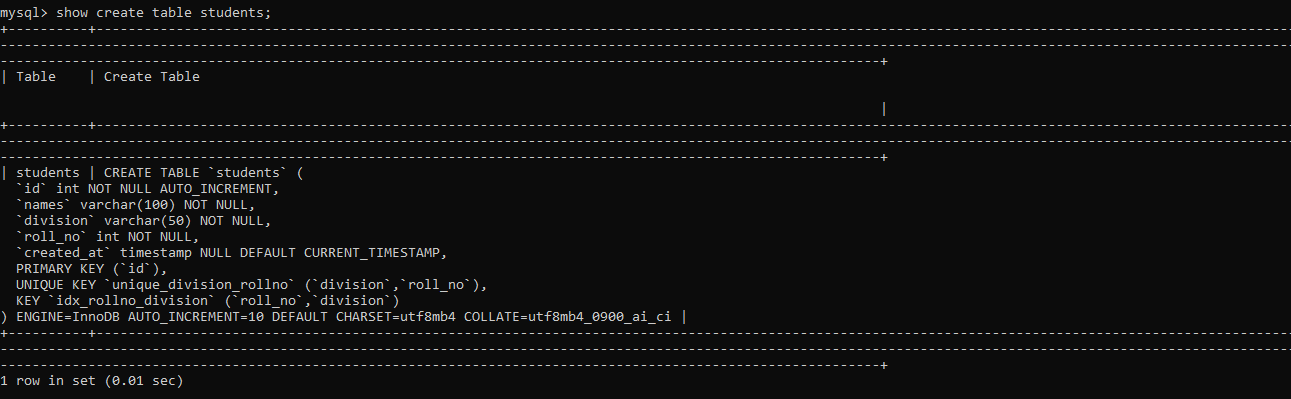 mysql> show create table students;
+----------+-----------------------------------------------------------------------------------------------------------------------------------------------------
-----------------------------------------------------------------------------------------------------------------------------------------------------------------
--------------------------------------------------------------------------------------------------------------+
| Table    | Create Table
|
+----------+-----------------------------------------------------------------------------------------------------------------------------------------------------
-----------------------------------------------------------------------------------------------------------------------------------------------------------------
--------------------------------------------------------------------------------------------------------------+
| students | CREATE TABLE `students` (
  `id` int NOT NULL AUTO_INCREMENT,
  `names` varchar(100) NOT NULL,
  `division` varchar(50) NOT NULL,
  `roll_no` int NOT NULL,
  `created_at` timestamp NULL DEFAULT CURRENT_TIMESTAMP,
  PRIMARY KEY (`id`),
  UNIQUE KEY `unique_division_rollno` (`division`,`roll_no`),
  KEY `idx_rollno_division` (`roll_no`,`division`)
) ENGINE=InnoDB AUTO_INCREMENT=10 DEFAULT CHARSET=utf8mb4 COLLATE=utf8mb4_0900_ai_ci |
+----------+-----------------------------------------------------------------------------------------------------------------------------------------------------
-----------------------------------------------------------------------------------------------------------------------------------------------------------------
--------------------------------------------------------------------------------------------------------------+
1 row in set (0.01 sec)